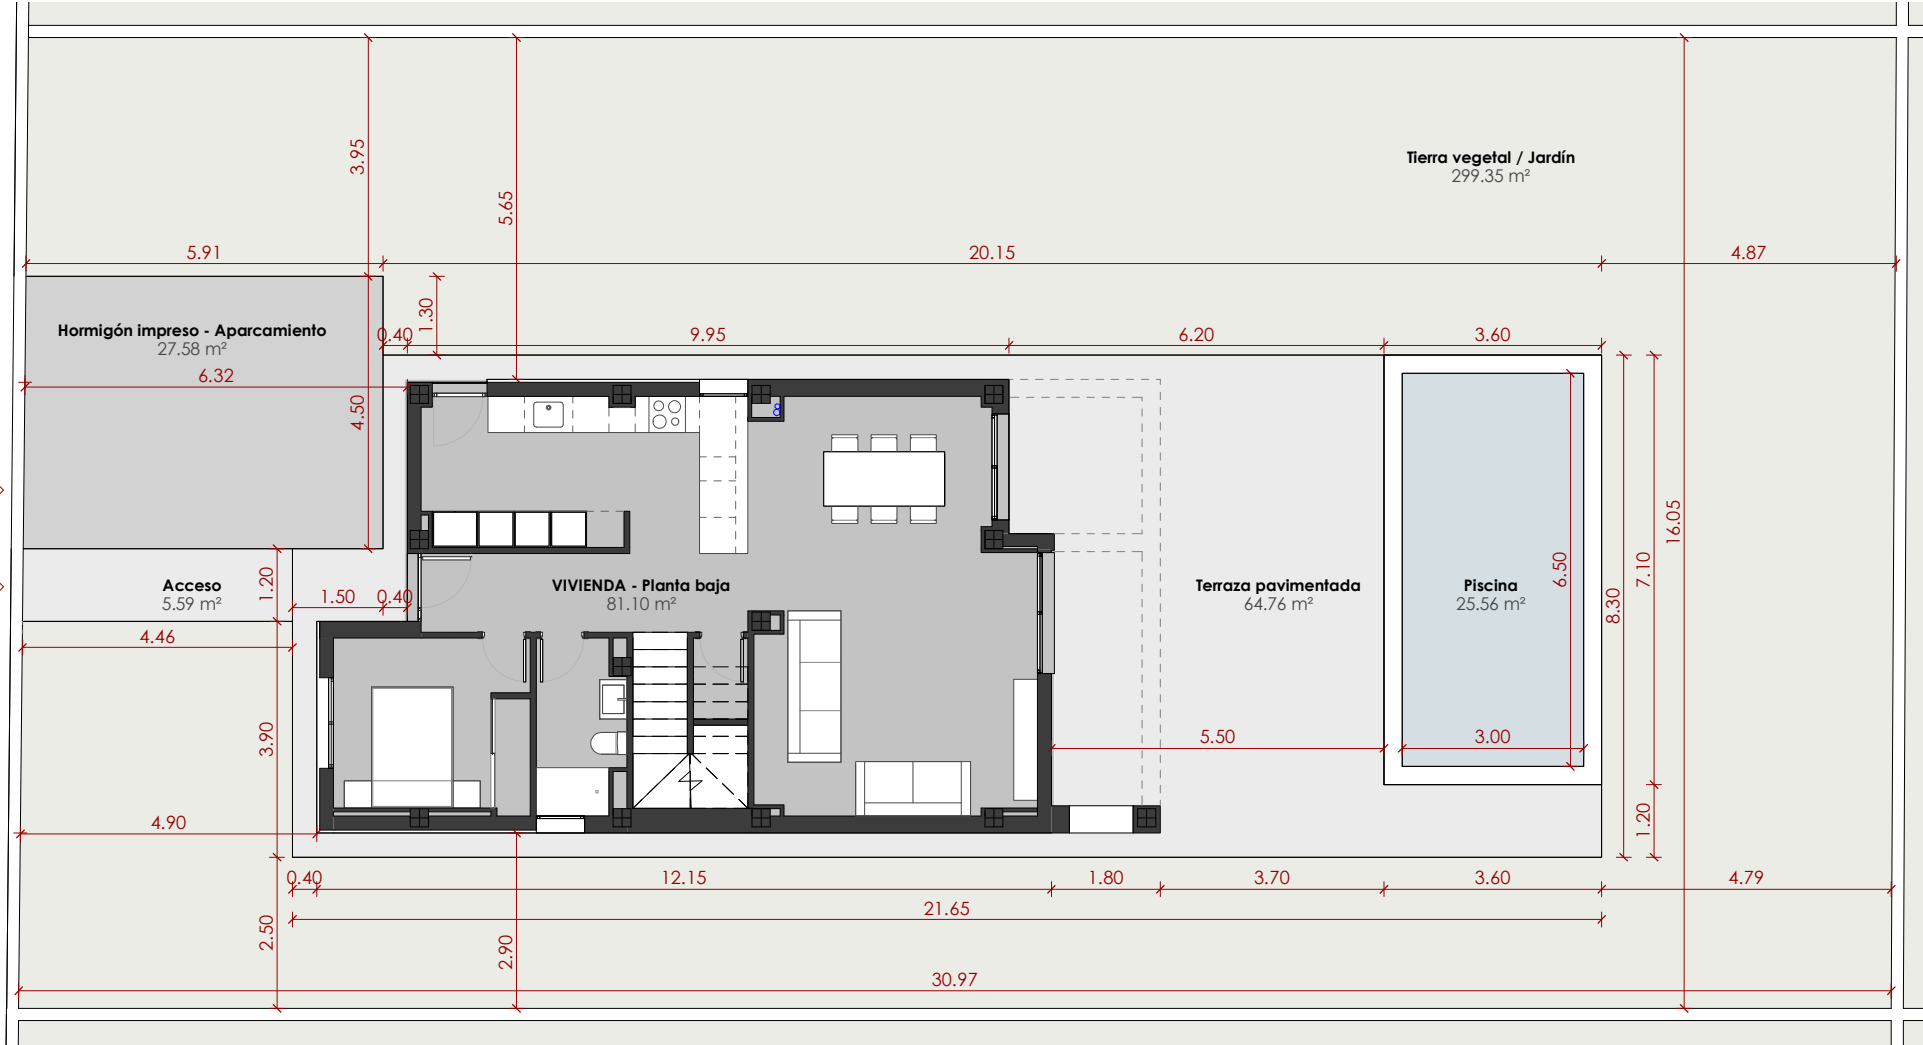 3.95
5.65
Tierra vegetal / Jardín
299.35 m²
5.91
20.15
4.87
1.30
Hormigón impreso - Aparcamiento
27.58 m²
0.40
9.95
6.20
3.60
6.32
4.50
16.05
6.50
7.10
8.30
1.20
Acceso
5.59 m²
1.50
0.40
VIVIENDA - Planta baja
81.10 m²
Terraza pavimentada
64.76 m²
Piscina
25.56 m²
4.46
3.90
5.50
3.00
4.90
1.20
0.40
12.15
1.80
3.70
3.60
4.79
21.65
2.50
2.90
30.97